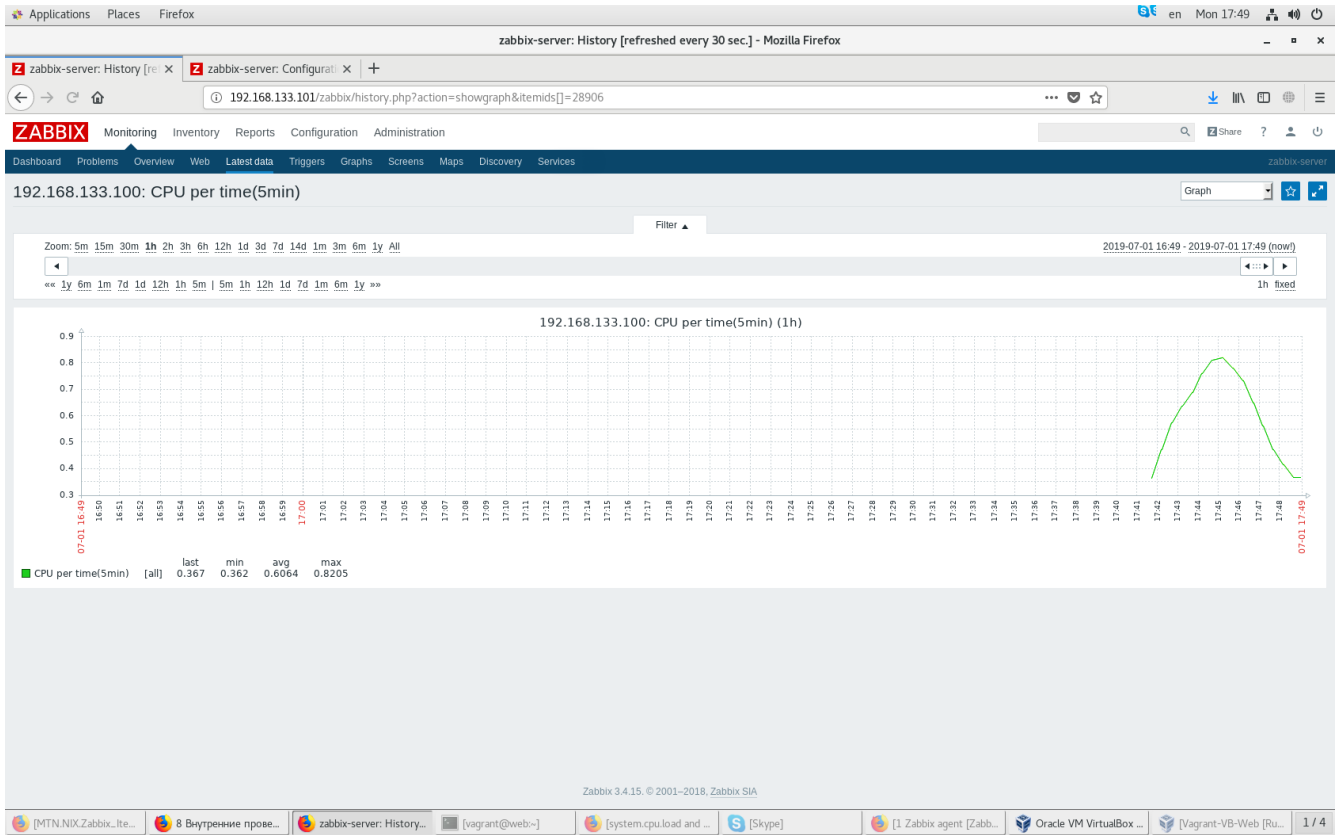 Applications Places Firefox en Mon 17:49
zabbix-server: History [refreshed every 30 sec.] - Mozilla Firefox
zabbix-server: History [re zabbix-server: Configurati
192.168.133.101/zabbix/history.php?action=showgraph&itemids[]=28906
ZABBIX Monitoring Inventory Reports Configuration Administration Z Share ?
Dashboard Problems Overview Web Latest data Triggers Graphs Screens Maps Discovery Services zabbix-server
192.168.133.100: CPU per time(5min) Graph
Filter
Zoom: 5m 15m 30m 1h 2h 3h 6h 12h 1d 3d 7d 14d 1m 3m 6m 1y All 2019-07-01 16:49 - 2019-07-01 17:49 (now!)
«« 1y 6m 1m 7d 1d 12h 1h 5m | 5m 1h 12h 1d 7d 1m 6m 1y »» 1h fixed
192.168.133.100: CPU per time(5min) (1h)
0.9
0.8
0.7
0.6
0.5
0.4
0.3
07-01 16:49 16:50 16:51 16:52 16:53 16:54 16:55 16:56 16:57 16:58 16:59 17:00 17:01 17:02 17:03 17:04 17:05 17:06 17:07 17:08 17:09 17:10 17:11 17:12 17:13 17:14 17:15 17:16 17:17 17:18 17:19 17:20 17:21 17:22 17:23 17:24 17:25 17:26 17:27 17:28 17:29 17:30 17:31 17:32 17:33 17:34 17:35 17:36 17:37 17:38 17:39 17:40 17:41 17:42 17:43 17:44 17:45 17:46 17:47 17:48 07-01 17:49
last min avg max
CPU per time(5min) [all] 0.367 0.362 0.6064 0.8205
Zabbix 3.4.15. © 2001–2018, Zabbix SIA
[MTN.NIX.Zabbix_Ite... 8 Внутренние прове... zabbix-server: History... [vagrant@web:~] [system.cpu.load and ... [Skype] [1 Zabbix agent [Zabb... Oracle VM VirtualBox ... [Vagrant-VB-Web [Ru... 1 / 4